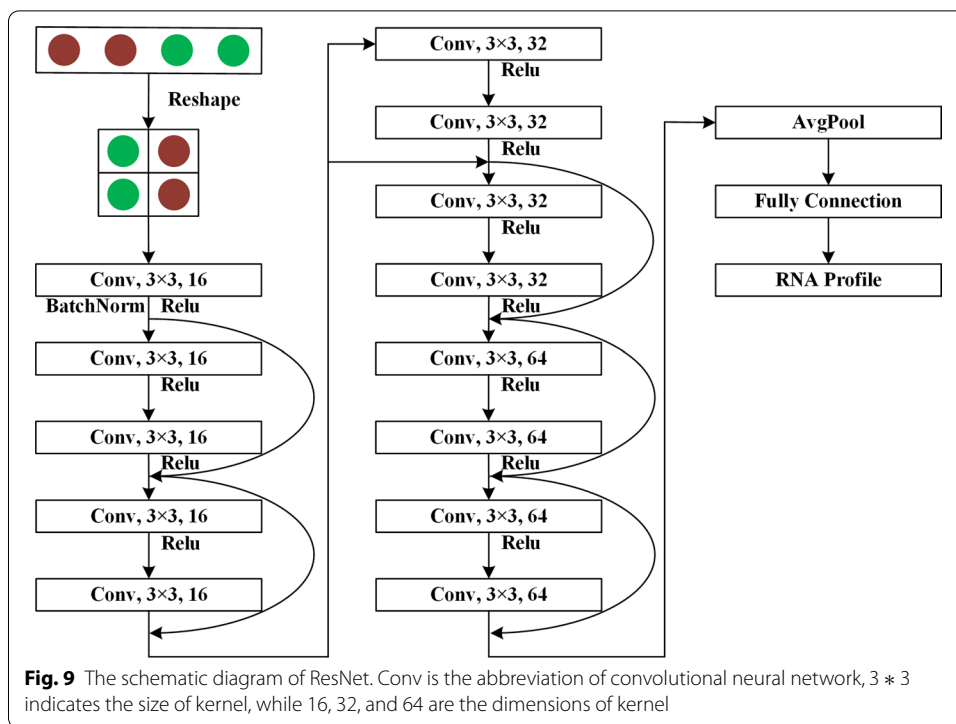 Reshape
Conv, 3×3, 16
BatchNorm Relu
Conv, 3×3, 16
Relu
Conv, 3×3, 16
Relu
Conv, 3×3, 16
Relu
Conv, 3×3, 16
Conv, 3×3, 32
Relu
Conv, 3×3, 32
Relu
Conv, 3×3, 32
Relu
Conv, 3×3, 32
Relu
Conv, 3×3, 64
Relu
Conv, 3×3, 64
Relu
Conv, 3×3, 64
Relu
Conv, 3×3, 64
AvgPool
Fully Connection
RNA Profile
Fig. 9 The schematic diagram of ResNet. Conv is the abbreviation of convolutional neural network, 3 * 3
indicates the size of kernel, while 16, 32, and 64 are the dimensions of kernel